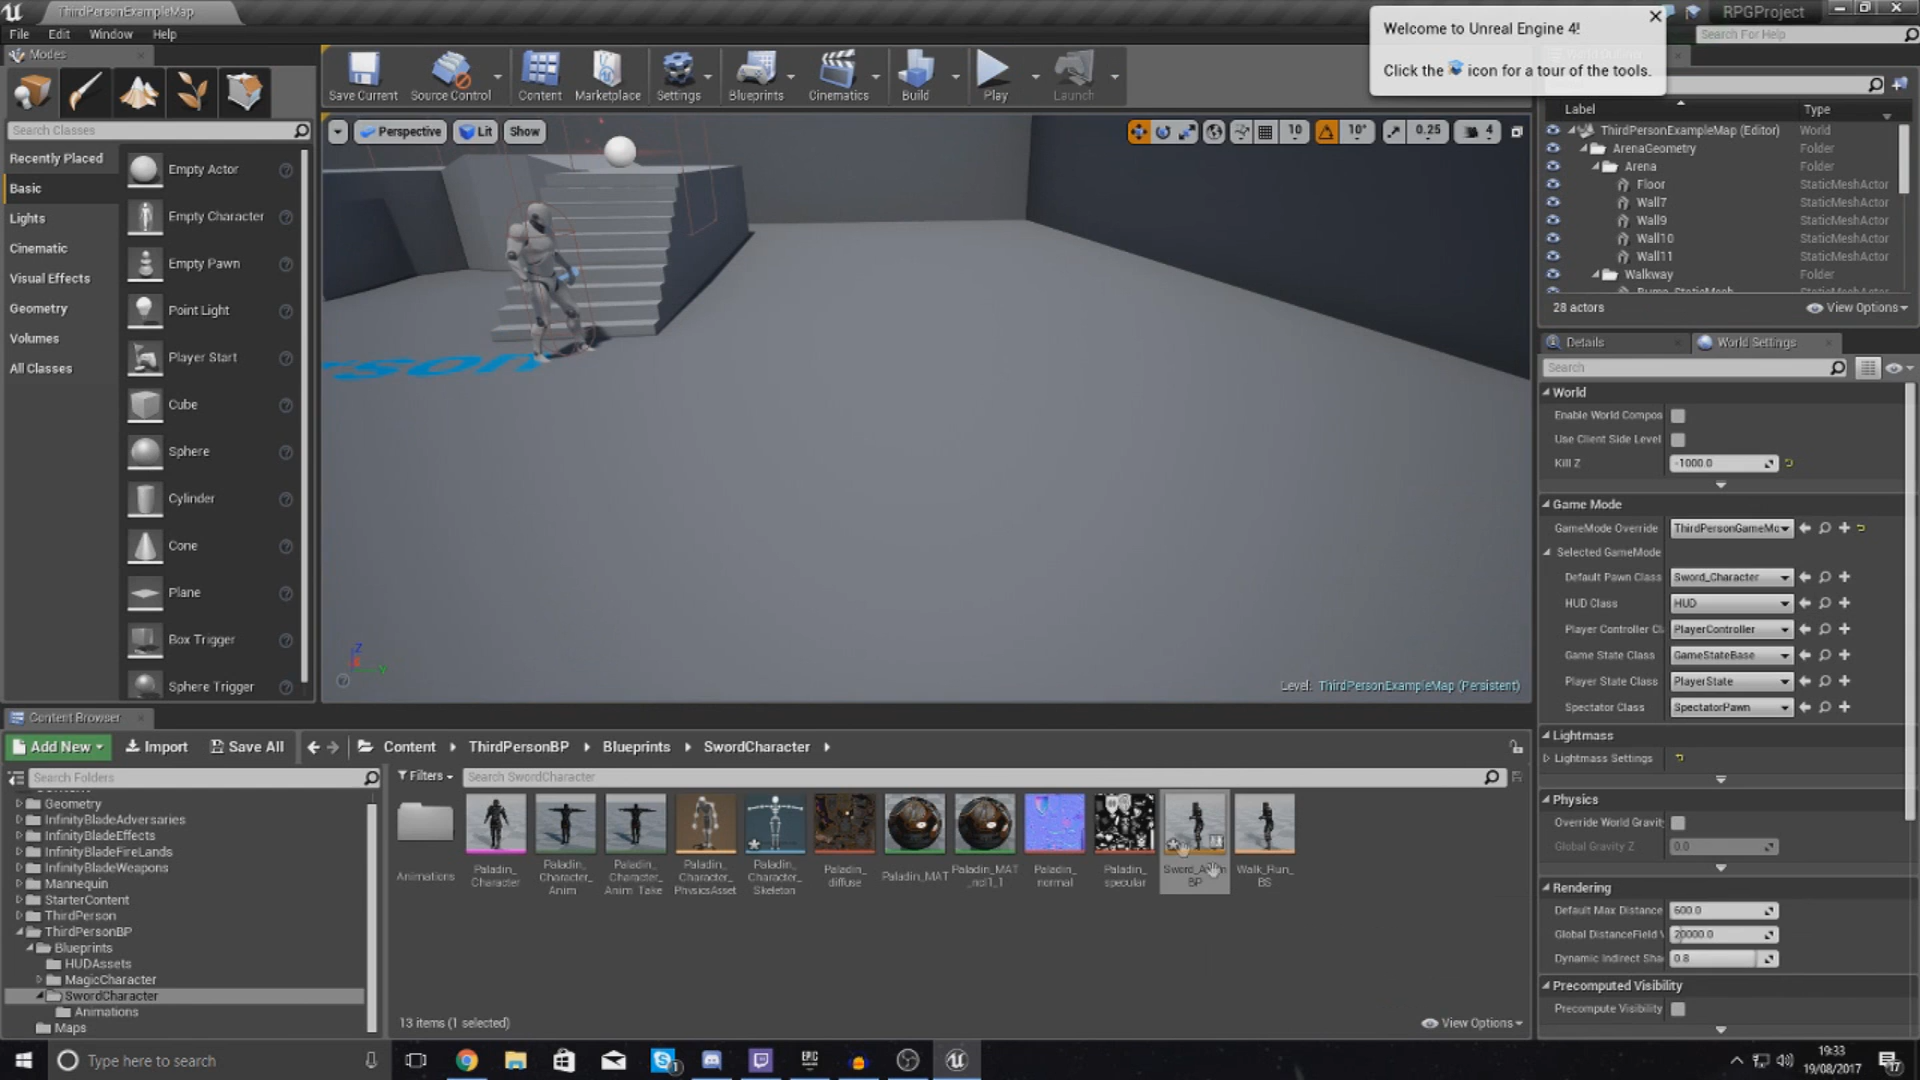 ThirdPersonExampleMap
RPGProject
File Edit Window Help
Search For Help
Welcome to Unreal Engine 4!
Click the icon for a tour of the tools.
Modes
Save Current
Source Control
Content
Marketplace
Settings
Blueprints
Cinematics
Build
Play
Launch
Search Classes
Recently Placed
Basic
Lights
Cinematic
Visual Effects
Geometry
Volumes
All Classes
Empty Actor
Empty Character
Empty Pawn
Point Light
Player Start
Cube
Sphere
Cylinder
Cone
Plane
Box Trigger
Sphere Trigger
Perspective
Lit
Show
10
10°
0.25
4
Level: ThirdPersonExampleMap (Persistent)
Label Type
ThirdPersonExampleMap (Editor) World
ArenaGeometry Folder
Arena Folder
Floor StaticMeshActor
Wall7 StaticMeshActor
Wall9 StaticMeshActor
Wall10 StaticMeshActor
Wall11 StaticMeshActor
Walkway Folder
28 actors
View Options
Details
World Settings
Search
World
Enable World Compos
Use Client Side Level
Kill Z -1000.0
Game Mode
GameMode Override ThirdPersonGameMo
Selected GameMode
Default Pawn Class Sword_Character
HUD Class HUD
Player Controller Cl PlayerController
Game State Class GameStateBase
Player State Class PlayerState
Spectator Class SpectatorPawn
Lightmass
Lightmass Settings
Physics
Override World Gravit
Global Gravity Z 0.0
Rendering
Default Max Distance 600.0
Global DistanceField V 20000.0
Dynamic Indirect Sha 0.8
Precomputed Visibility
Precompute Visibility
Content Browser
Add New
Import
Save All
Content ThirdPersonBP Blueprints SwordCharacter
Search Folders
Filters
Search SwordCharacter
Geometry
InfinityBladeAdversaries
InfinityBladeEffects
InfinityBladeFireLands
InfinityBladeWeapons
Mannequin
StarterContent
ThirdPerson
ThirdPersonBP
Blueprints
HUDAssets
MagicCharacter
SwordCharacter
Animations
Maps
Animations
Paladin_
Character
Paladin_
Character_
Anim
Paladin_
Character_
Anim_Take
Paladin_
Character_
PhysicsAsset
Paladin_
Character_
Skeleton
Paladin_
diffuse
Paladin_MAT
Paladin_MAT
_ncl1_1
Paladin_
normal
Paladin_
specular
Walk_Run_
BS
13 items (1 selected)
View Options
Type here to search
EPIC
19:33
19/08/2017
17